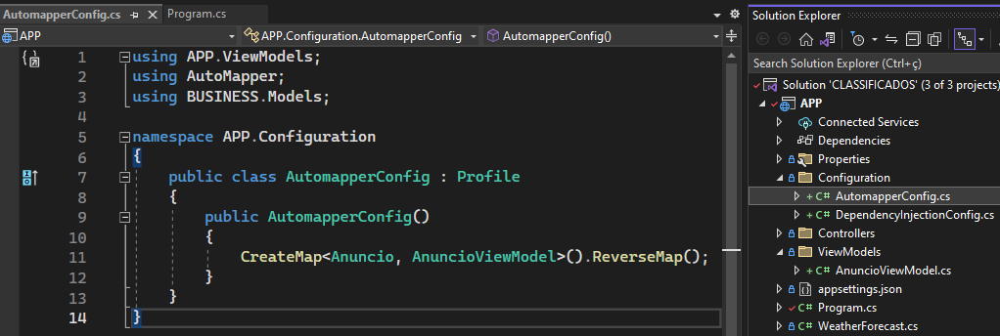 AutomapperConfig.cs
Program.cs
APP
APP.Configuration.AutomapperConfig
AutomapperConfig()
1 using APP.ViewModels;
2 using AutoMapper;
3 using BUSINESS.Models;
4
5 namespace APP.Configuration
6 {
7 public class AutomapperConfig : Profile
8 {
9 public AutomapperConfig()
10 {
11 CreateMap<Anuncio, AnuncioViewModel>().ReverseMap();
12 }
13 }
14 }
Solution Explorer
Search Solution Explorer (Ctrl+ç)
Solution 'CLASSIFICADOS' (3 of 3 projects)
APP
Connected Services
Dependencies
Properties
Configuration
+ C# AutomapperConfig.cs
+ C# DependencyInjectionConfig.cs
Controllers
ViewModels
+ C# AnuncioViewModel.cs
appsettings.json
C# Program.cs
C# WeatherForecast.cs